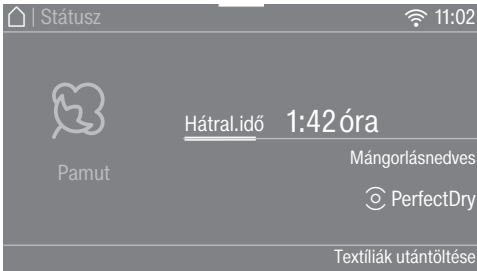 | Státusz
11:02
Hátral.idő 1:42 óra
Mángorlásnedves
Pamut
PerfectDry
Textíliák utántöltése